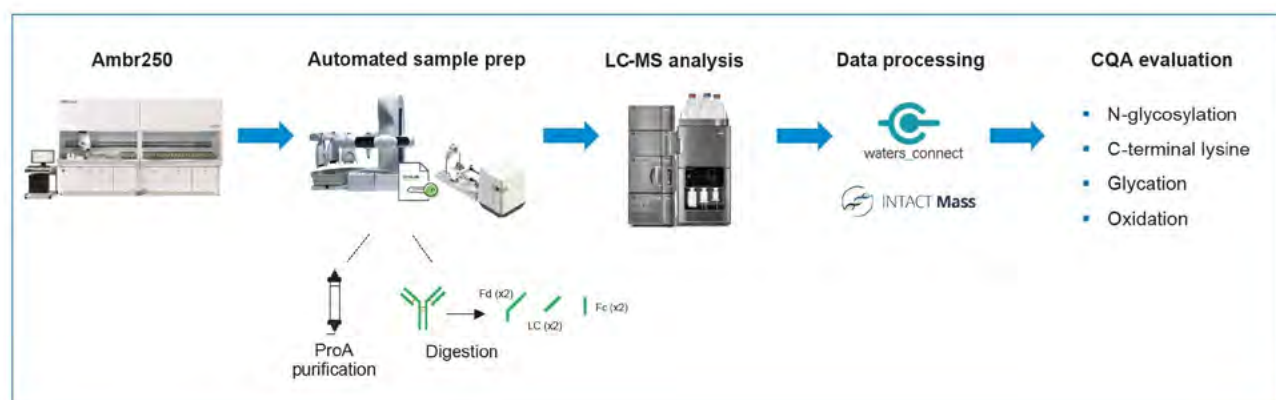 Ambr250
Automated sample prep
LC-MS analysis
Data processing
CQA evaluation
waters_connect
INTACT Mass
▪ N-glycosylation
▪ C-terminal lysine
▪ Glycation
▪ Oxidation
ProA
purification
Fd (x2)
LC (x2)
Fc (x2)
Digestion